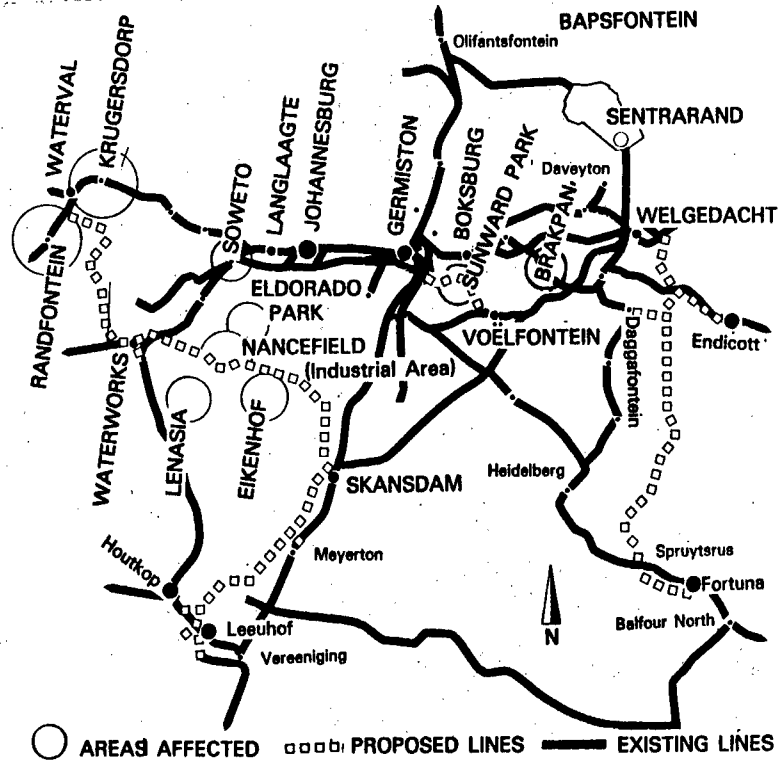 BAPSFONTEIN
Olifantsfontein
SENTRARAND
WATERVAL
KRUGERSDORP
SOWETO
LANGLAAGTE
JOHANNESBURG
GERMISTON
BOKSBURG
SUNWARD PARK
Daveyton
BRAKPAN
WELGEDACHT
RANDFONTEIN
ELDORADO
PARK
NANCEFIELD
(Industrial Area)
VOELFONTEIN
Daggafontein
Endicott
WATERWORKS
LENASIA
EIKENHOF
SKANSDAM
Heidelberg
Houtkop
Meyerton
Spruytsrus
Fortuna
Leeuhof
N
Balfour North
Vereeniging
AREAS AFFECTED
PROPOSED LINES
EXISTING LINES